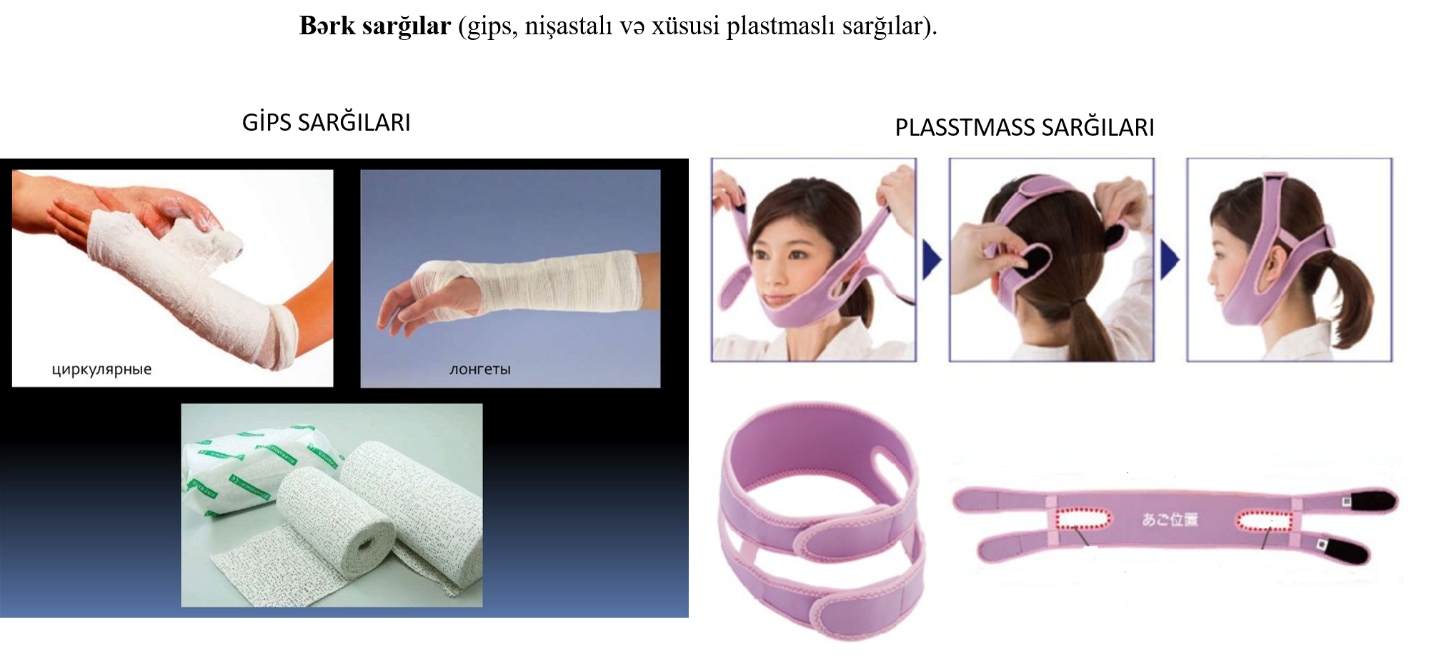 Bərk sarğılar (gips, nişastalı və xüsusi plastmaslı sarğılar).
GİPS SARĞILARI
PLASSTMASS SARĞILARI
циркулярные
лонгеты
あご位置